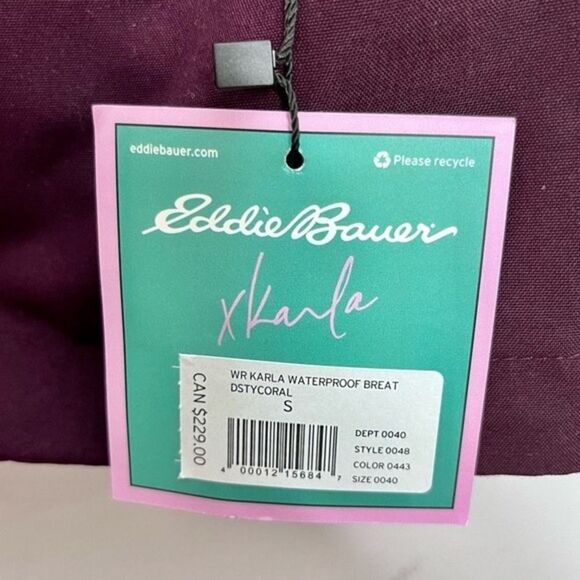 eddiebauer.com
Please recycle
Eddie Bauer
xkarla
WR KARLA WATERPROOF BREAT
DSTYCORAL
S
CAN $229.00
DEPT 0040
STYLE 0048
COLOR 0443
SIZE 0040
4 00012 15684 7